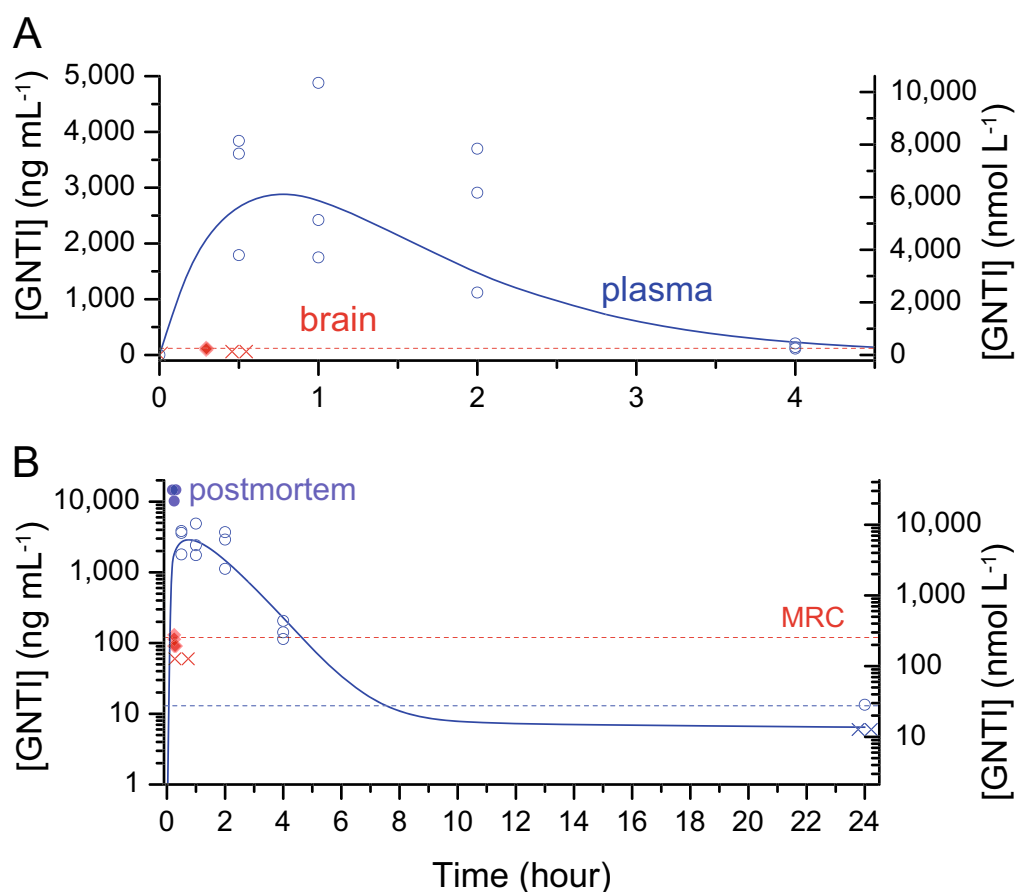 A
[GNTI] (ng mL-1)
5,000
4,000
3,000
2,000
1,000
0
10,000
8,000
6,000
4,000
2,000
0
[GNTI] (nmol L-1)
plasma
brain
0 1 2 3 4
B
[GNTI] (ng mL-1)
10,000
1,000
100
10
1
postmortem
MRC
10,000
1,000
100
10
[GNTI] (nmol L-1)
0 2 4 6 8 10 12 14 16 18 20 22 24
Time (hour)